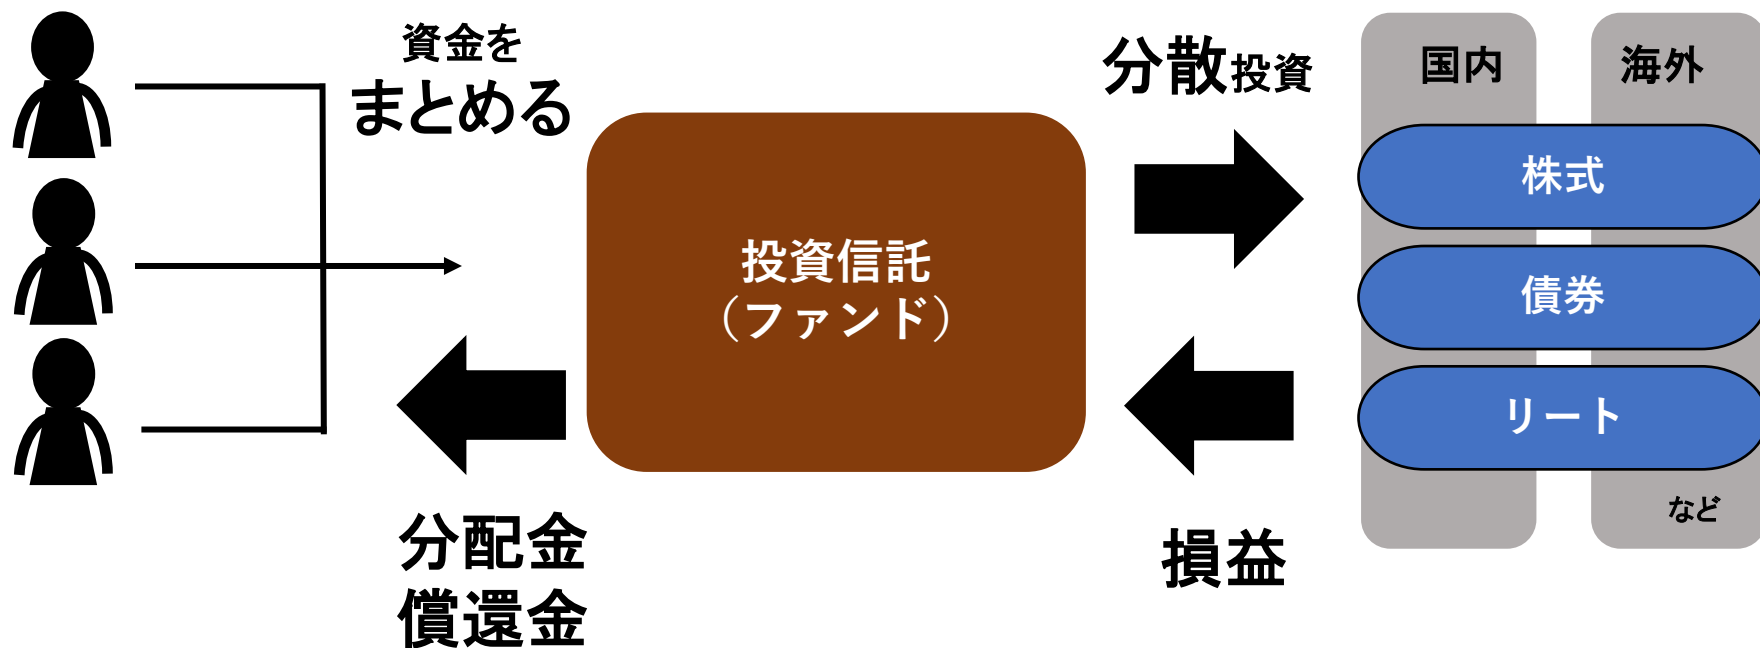 資金を
まとめる
投資信託
（ファンド）
分配金
償還金
分散投資
損益
国内
海外
株式
債券
リート
など